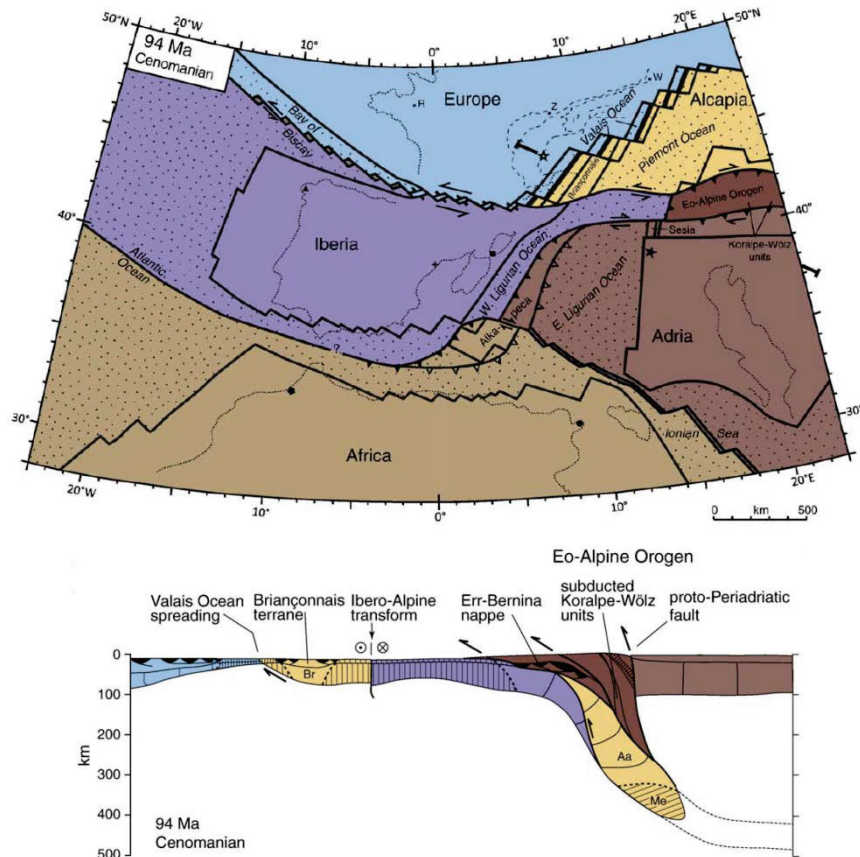 50°N
20°W
10°
0°
10°
20°E
50°N
94 Ma
Cenomanian
Europe
R
Z
W
Bay of
Biscay
Valais Ocean
Alcapia
Piemont Ocean
Briançonnais
Eo-Alpine Orogen
40°
40°
Iberia
Sesia
Koralpe-Wölz
units
Atlantic
Ocean
W. Ligurian Ocean
E. Ligurian Ocean
Alka
peca
Adria
?
30°
30°
Africa
Ionian
Sea
20°W
10°
0°
10°
20°E
0 km 500
Eo-Alpine Orogen
Valais Ocean
spreading
Briançonnais
terrane
Ibero-Alpine
transform
Err-Bernina
nappe
subducted
Koralpe-Wölz
units
proto-Periadriatic
fault
0
100
200
300
400
500
km
Br
Aa
Me
94 Ma
Cenomanian